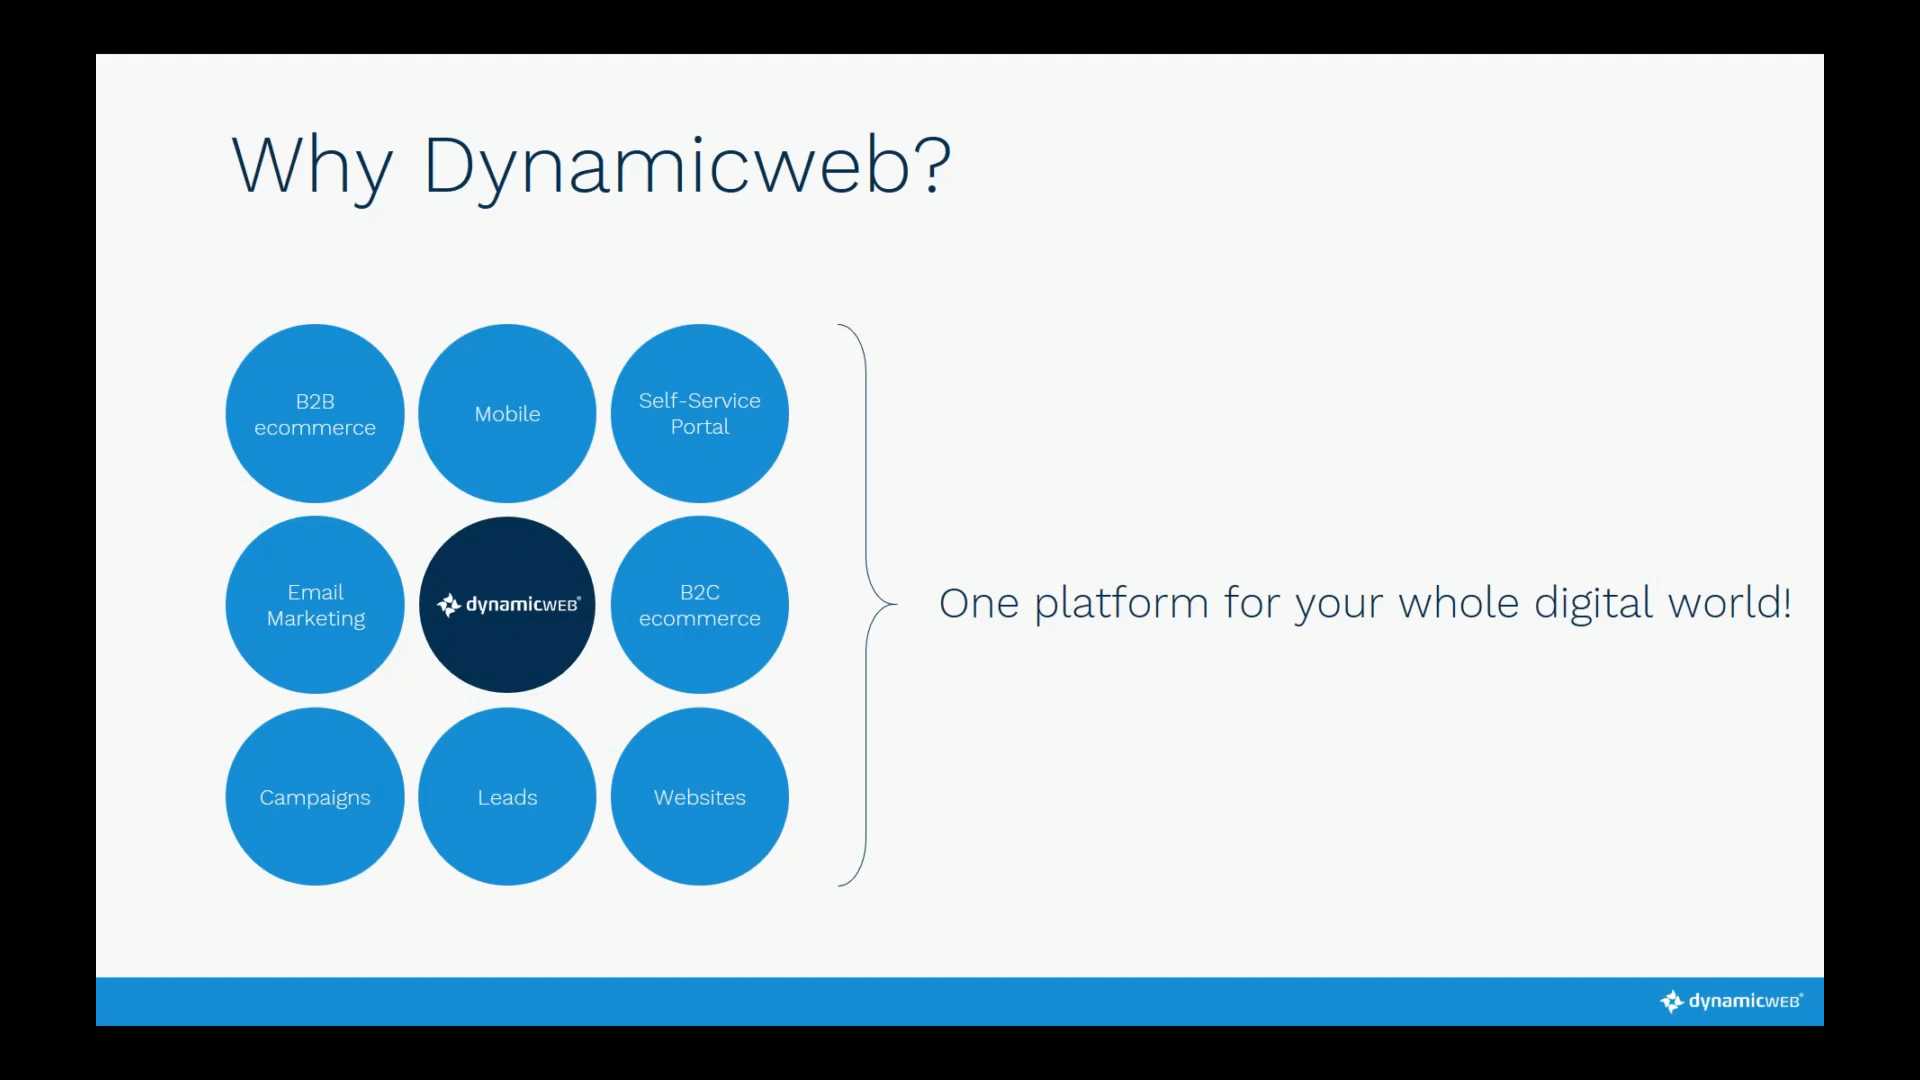 Why Dynamicweb?
B2B
ecommerce
Mobile
Self-Service
Portal
Email
Marketing
dynamicWEB®
B2C
ecommerce
One platform for your whole digital world!
Campaigns
Leads
Websites
dynamicWEB®